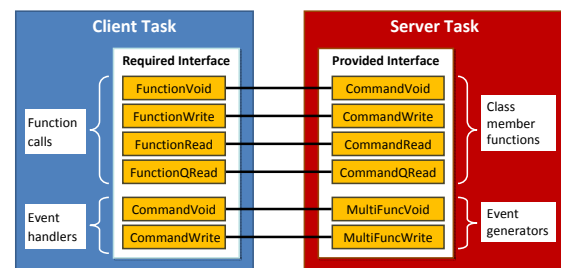 Client Task
Server Task
Required Interface
Provided Interface
FunctionVoid
CommandVoid
FunctionWrite
CommandWrite
FunctionRead
CommandRead
FunctionQRead
CommandQRead
CommandVoid
MultiFuncVoid
CommandWrite
MultiFuncWrite
Function
calls
Class
member
functions
Event
handlers
Event
generators